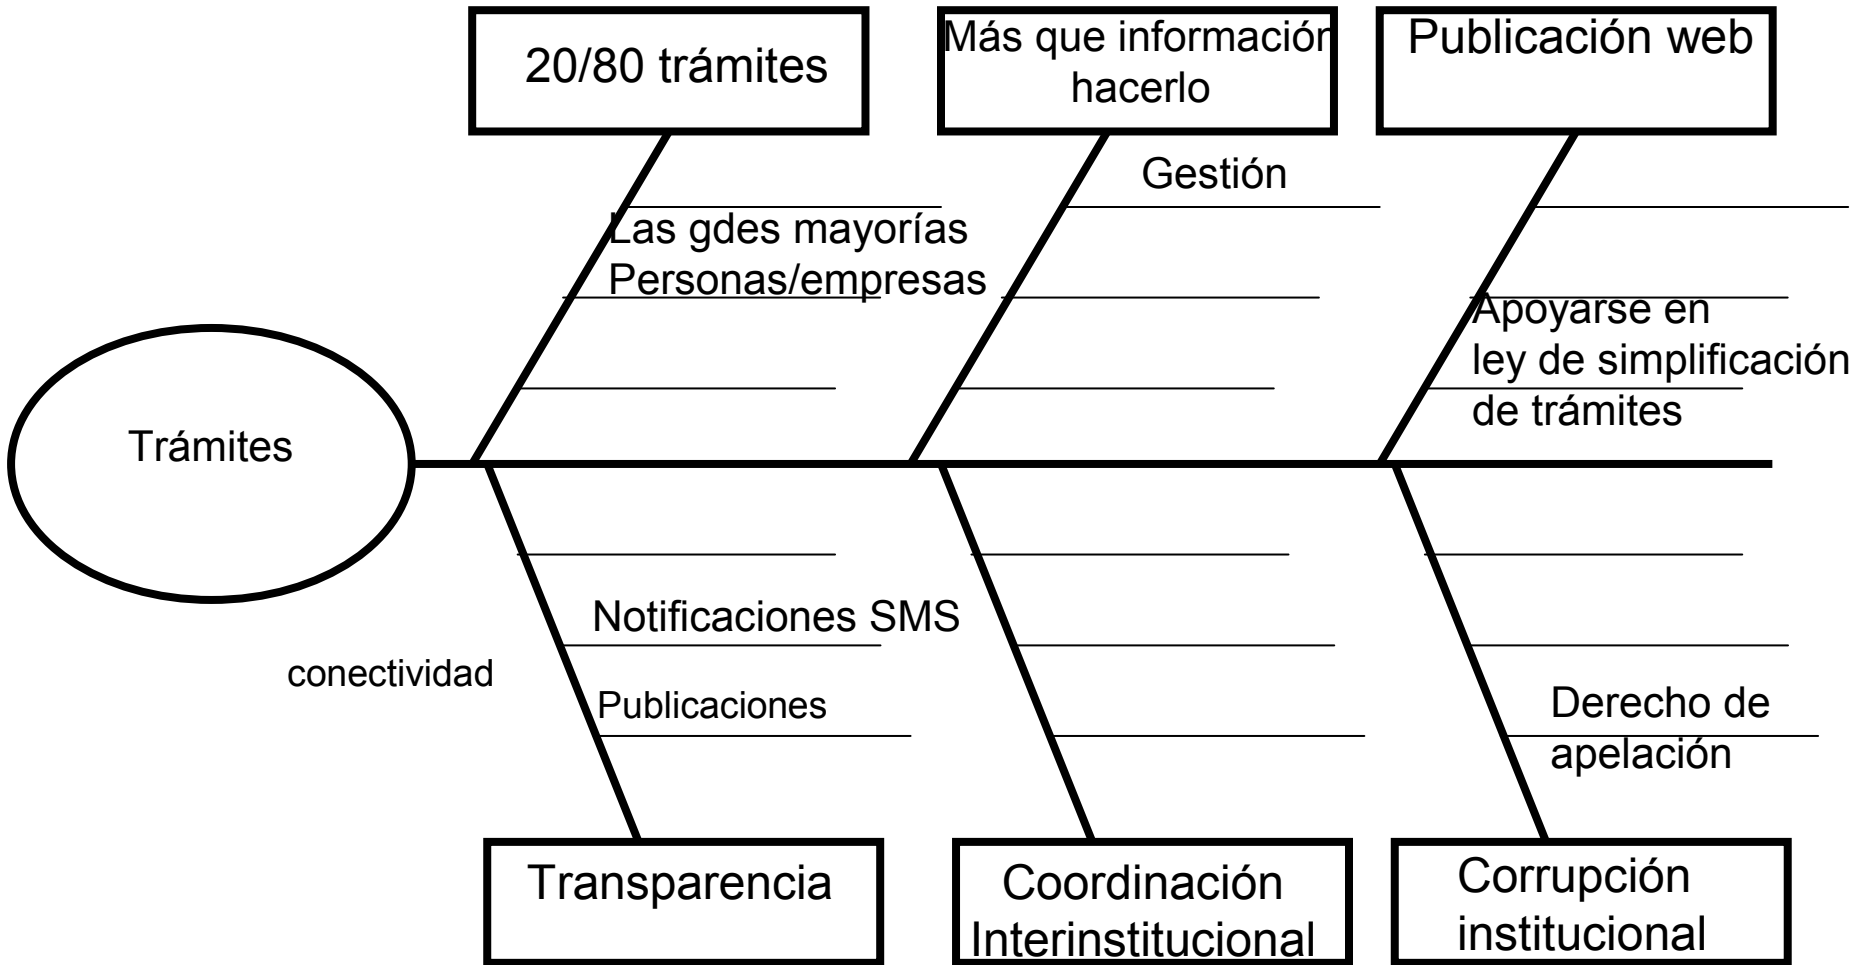 20/80 trámites
Más que información
hacerlo
Publicación web
Gestión
Las gdes mayorías
Personas/empresas
Apoyarse en
ley de simplificación
de trámites
Trámites
Notificaciones SMS
conectividad
Publicaciones
Derecho de
apelación
Transparencia
Coordinación
Interinstitucional
Corrupción
institucional